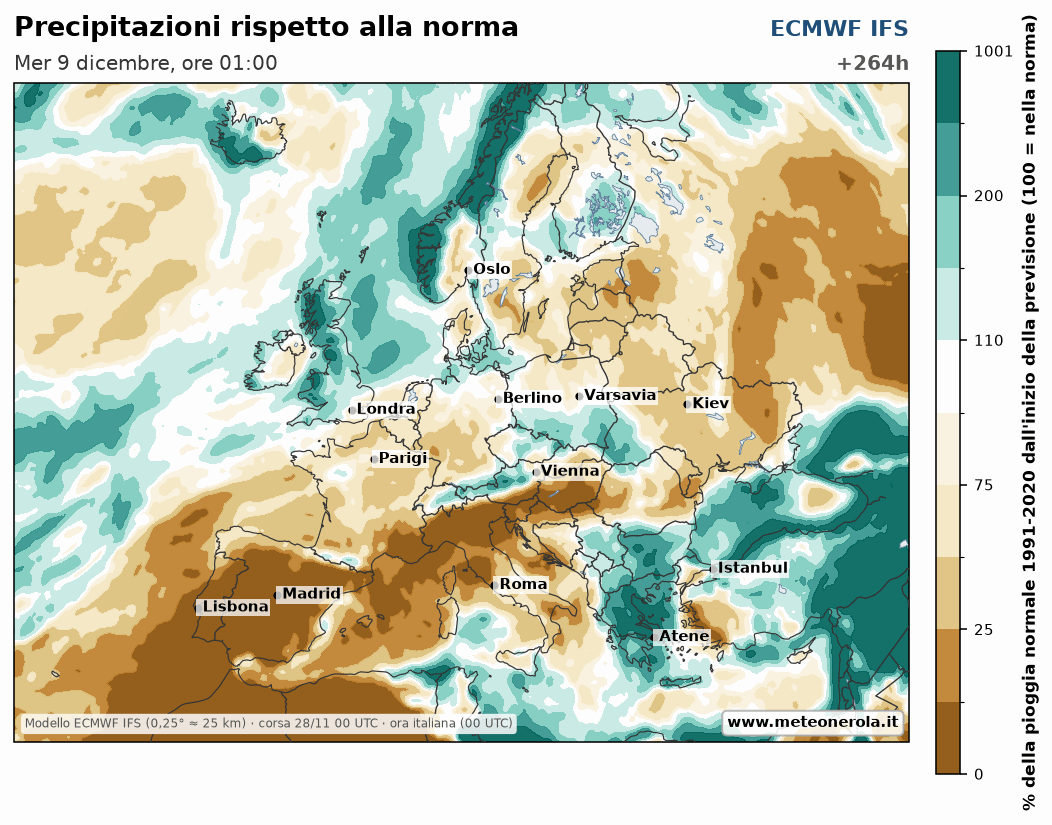 Precipitazioni rispetto alla norma
ECMWF IFS
Mer 9 dicembre, ore 01:00
+264h
Oslo
Londra
Berlino
Varsavia
Kiev
Parigi
Vienna
Istanbul
Roma
Madrid
Lisbona
Atene
Modello ECMWF IFS (0,25° ≈ 25 km) · corsa 28/11 00 UTC · ora italiana (00 UTC)
www.meteonerola.it
1001
200
110
75
25
0
% della pioggia normale 1991-2020 dall'inizio della previsione (100 = nella norma)